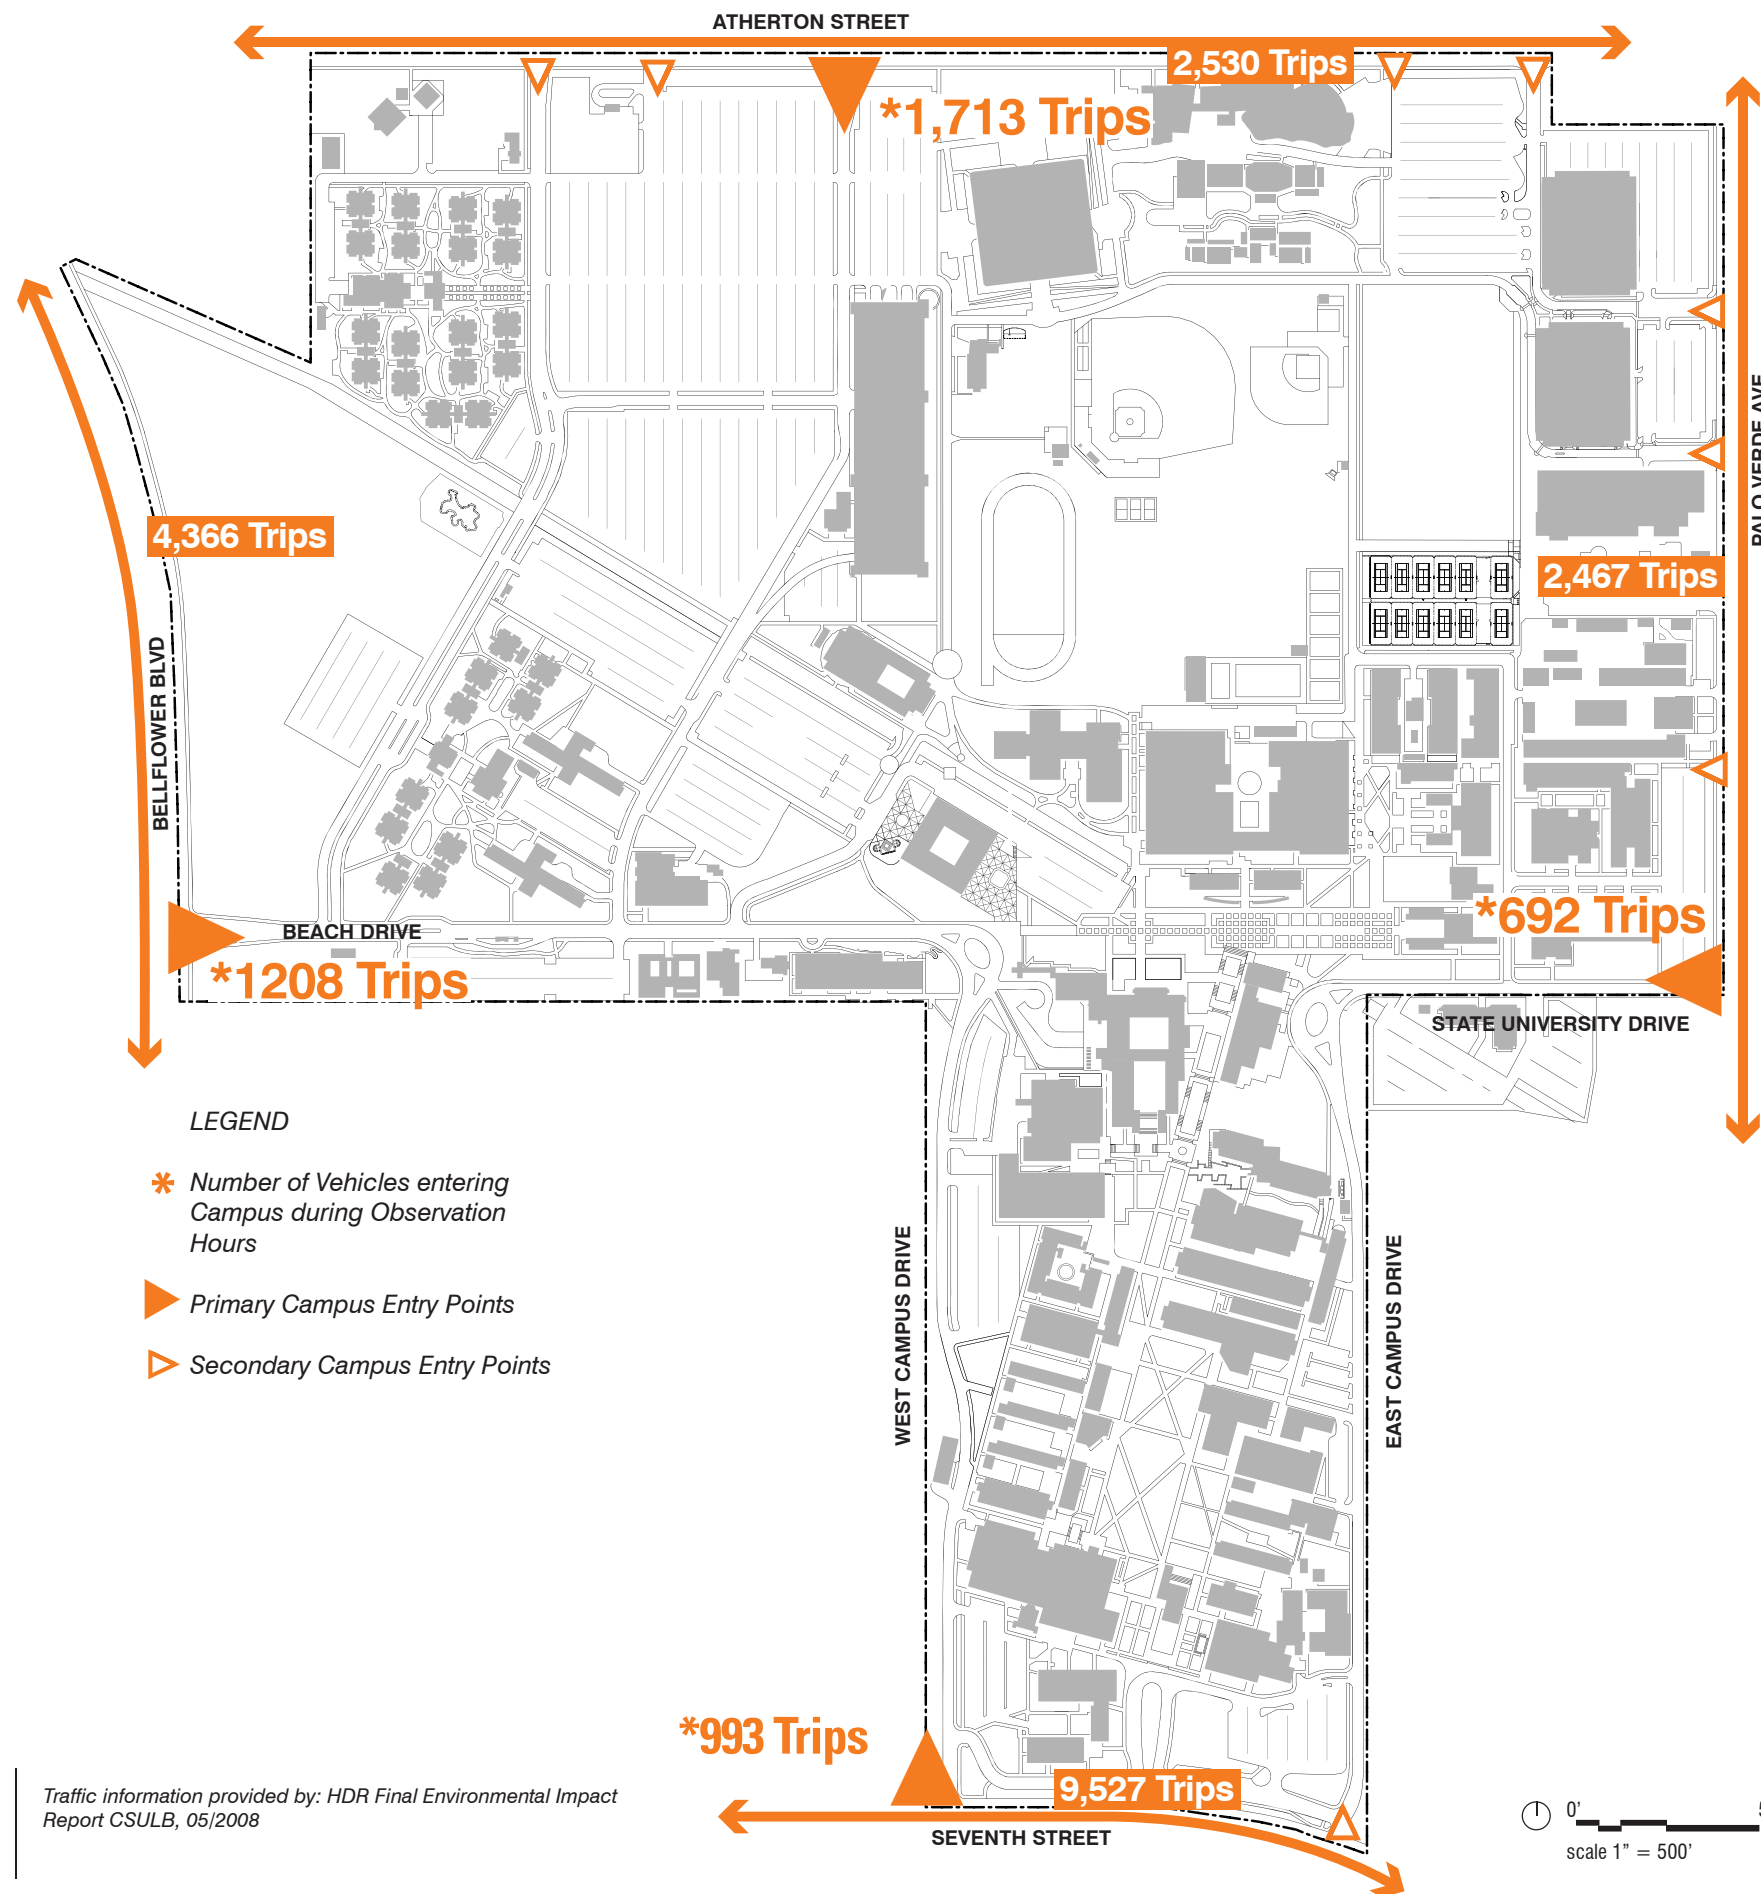 ATHERTON STREET
2,530 Trips
*1,713 Trips
PALO VERDE AVE
4,366 Trips
2,467 Trips
BELLFLOWER BLVD
*692 Trips
BEACH DRIVE
*1208 Trips
STATE UNIVERSITY DRIVE
LEGEND
* Number of Vehicles entering
Campus during Observation
Hours
Primary Campus Entry Points
Secondary Campus Entry Points
WEST CAMPUS DRIVE
EAST CAMPUS DRIVE
*993 Trips
9,527 Trips
SEVENTH STREET
Traffic information provided by: HDR Final Environmental Impact
Report CSULB, 05/2008
0'
scale 1” = 500’